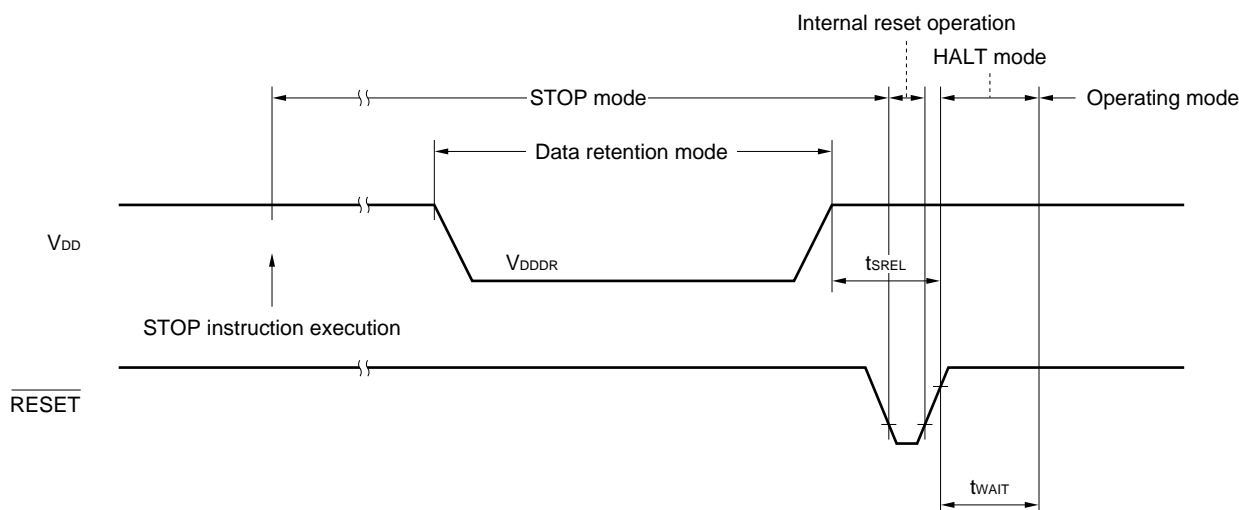 Internal reset operation
HALT mode
STOP mode
Operating mode
Data retention mode
VDD
VDDDR
tSREL
STOP instruction execution
RESET
tWAIT